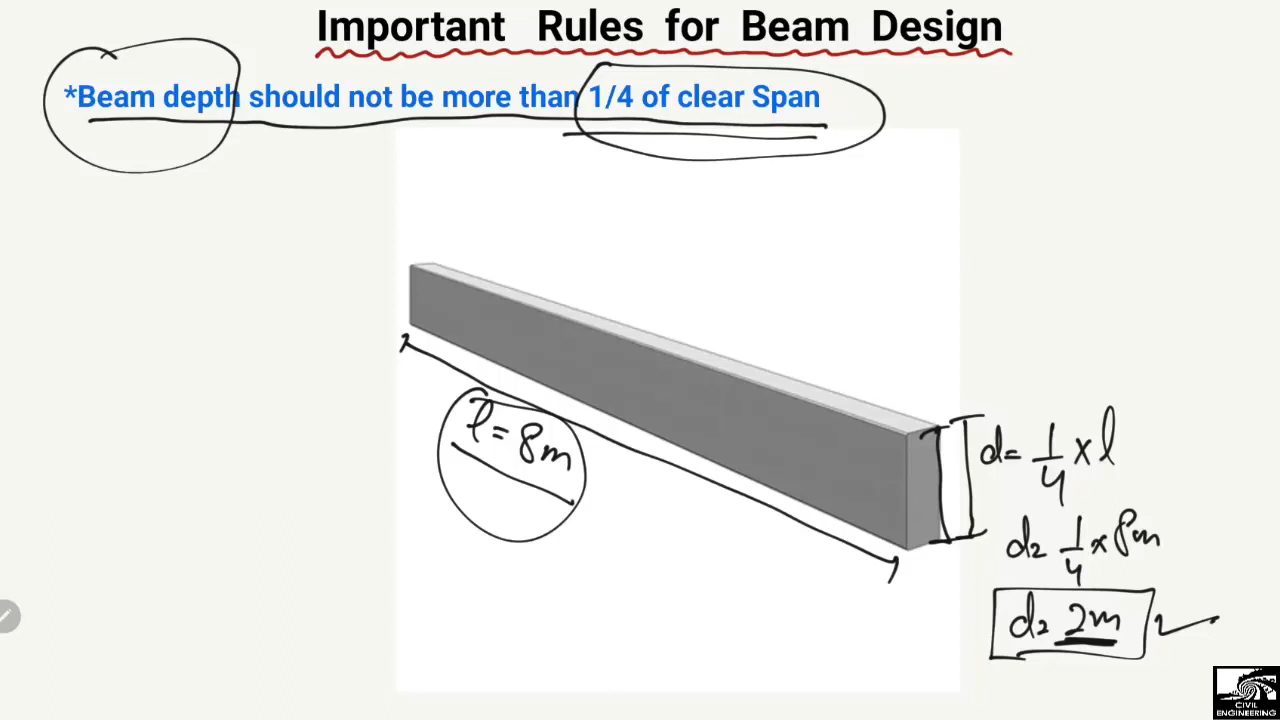 Important Rules for Beam Design
*Beam depth should not be more than 1/4 of clear Span
l = 8m
d = 1/4 x l
d = 1/4 x 8m
d = 2m
CIVIL
ENGINEERING